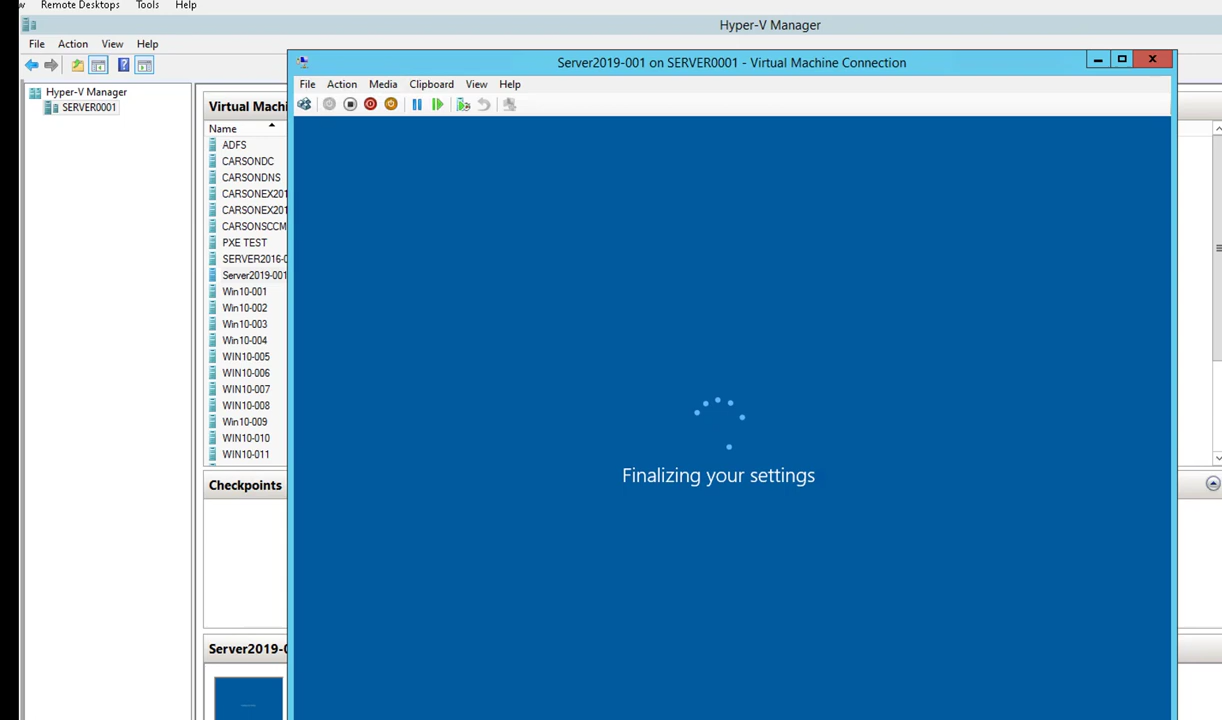 Remote Desktops Tools Help
Hyper-V Manager
File Action View Help
Server2019-001 on SERVER0001 - Virtual Machine Connection
File Action Media Clipboard View Help
Hyper-V Manager
SERVER0001
Virtual Machi
Name
ADFS
CARSONDC
CARSONDNS
CARSONEX201
CARSONEX201
CARSONSCCM
PXE TEST
SERVER2016-0
Server2019-001
Win10-001
Win10-002
Win10-003
Win10-004
WIN10-005
WIN10-006
WIN10-007
WIN10-008
Win10-009
WIN10-010
WIN10-011
Finalizing your settings
Checkpoints
Server2019-0